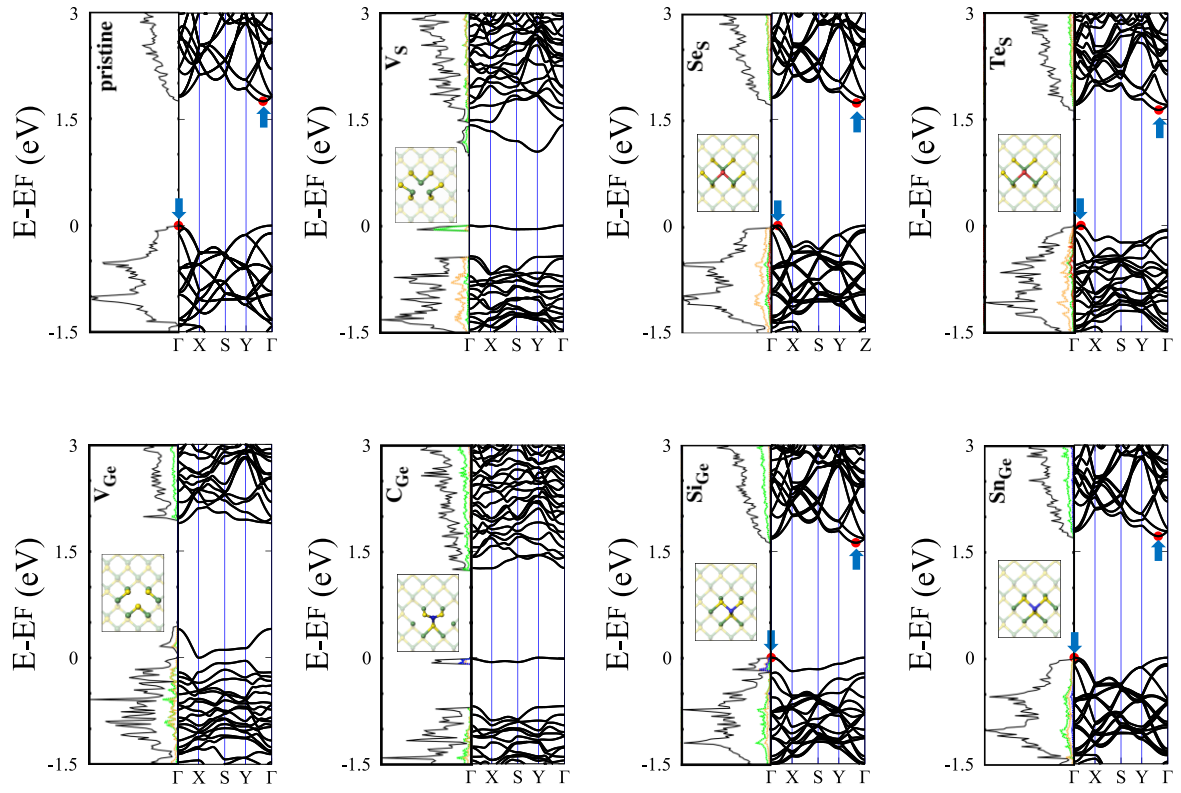 3
1.5
0
-1.5
E-EF (eV)
pristine
Γ X S Y Γ
3
1.5
0
-1.5
E-EF (eV)
VS
Γ X S Y Γ
3
1.5
0
-1.5
E-EF (eV)
SeS
Γ X S Y Z
3
1.5
0
-1.5
E-EF (eV)
TeS
Γ X S Y Γ
3
1.5
0
-1.5
E-EF (eV)
VGe
Γ X S Y Γ
3
1.5
0
-1.5
E-EF (eV)
CGe
Γ X S Y Γ
3
1.5
0
-1.5
E-EF (eV)
SiGe
Γ X S Y Γ
3
1.5
0
-1.5
E-EF (eV)
SnGe
Γ X S Y Γ